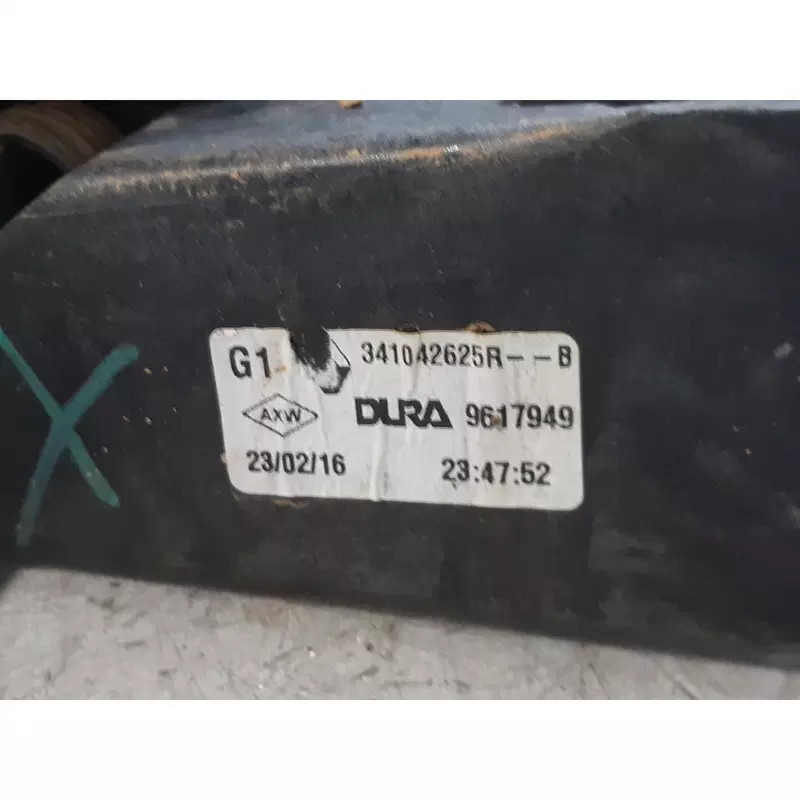 G1 341042625R--B
AXW DURA 9617949
23/02/16 23:47:52